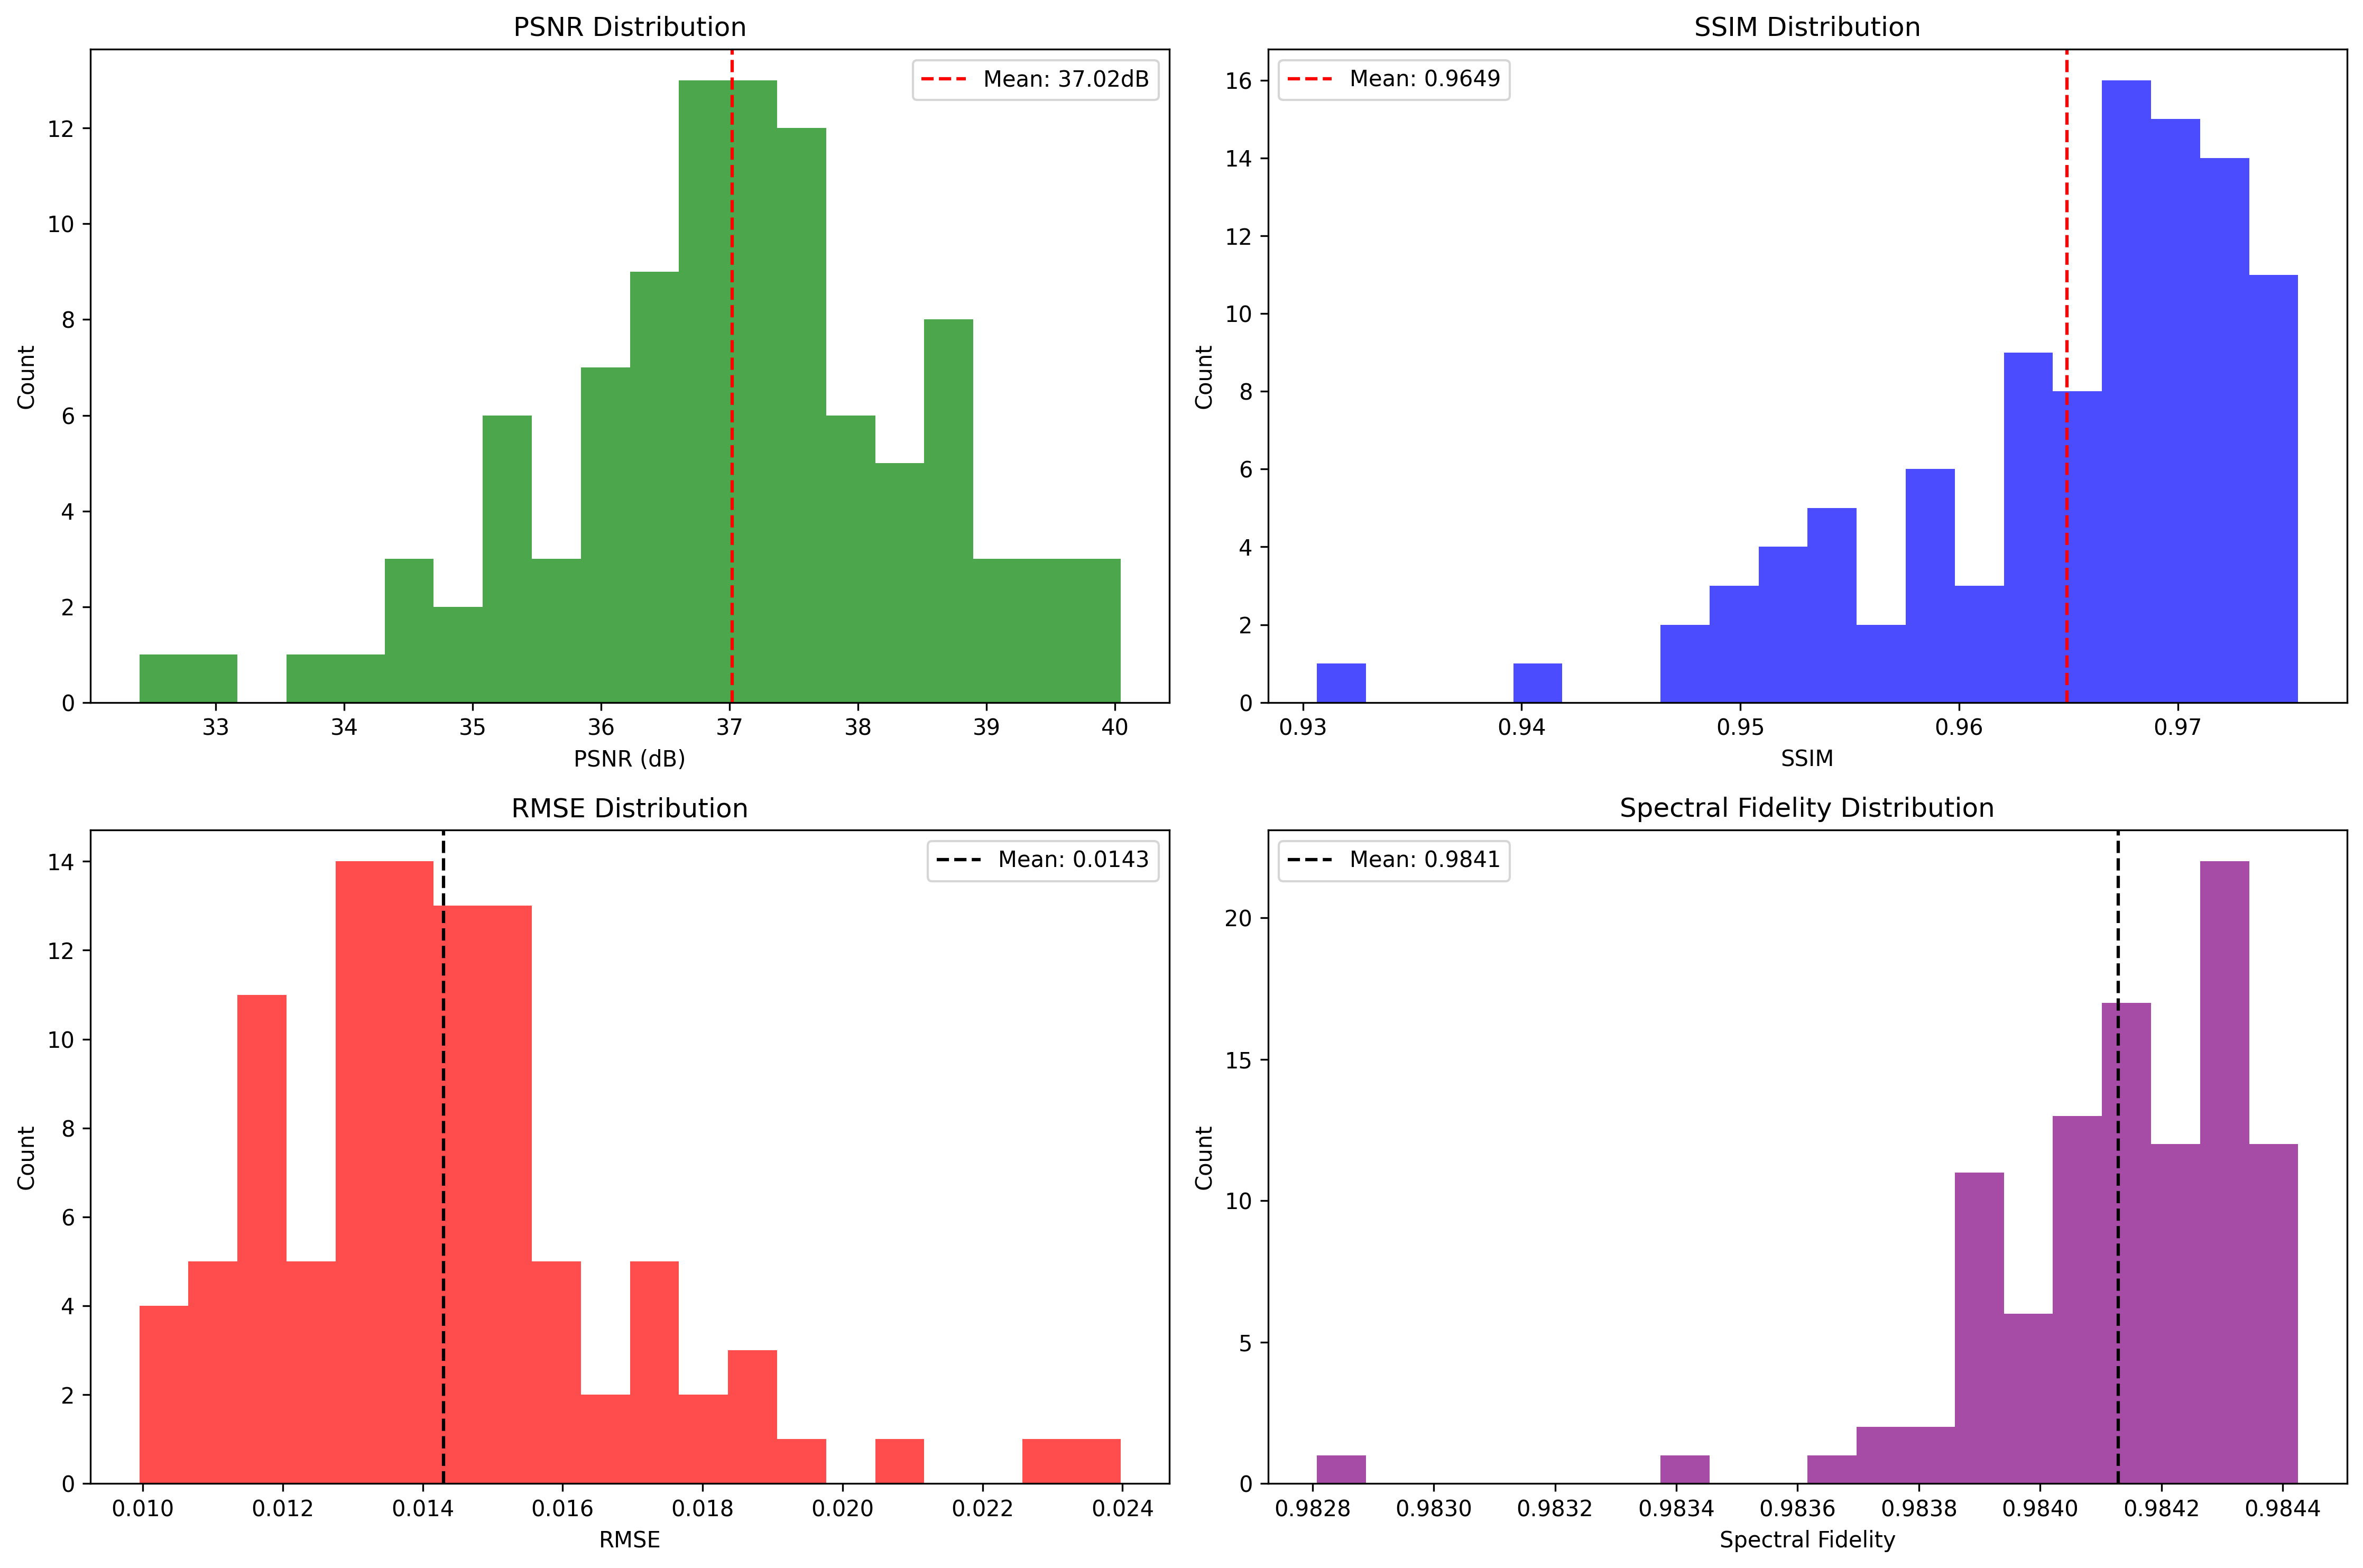 PSNR Distribution
Mean: 37.02dB
Count
12
10
8
6
4
2
0
33 34 35 36 37 38 39 40
PSNR (dB)
SSIM Distribution
Mean: 0.9649
Count
16
14
12
10
8
6
4
2
0
0.93 0.94 0.95 0.96 0.97
SSIM
RMSE Distribution
Mean: 0.0143
Count
14
12
10
8
6
4
2
0
0.010 0.012 0.014 0.016 0.018 0.020 0.022 0.024
RMSE
Spectral Fidelity Distribution
Mean: 0.9841
Count
20
15
10
5
0
0.9828 0.9830 0.9832 0.9834 0.9836 0.9838 0.9840 0.9842 0.9844
Spectral Fidelity